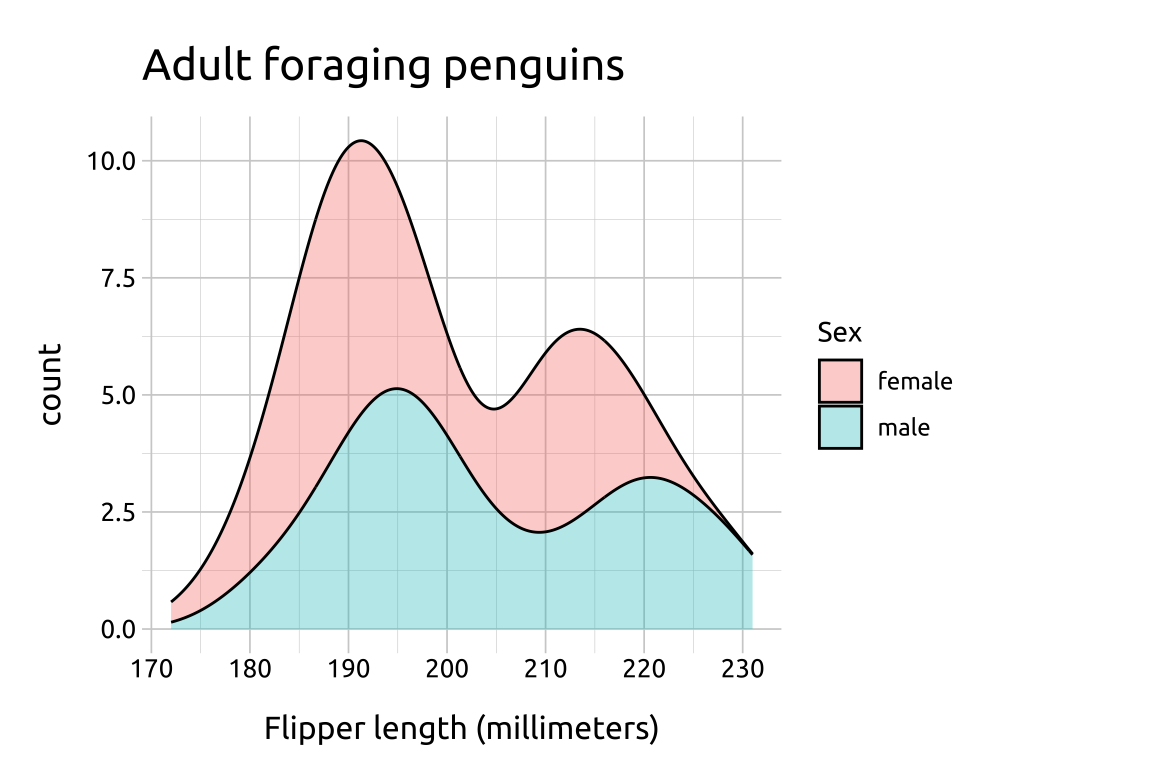 Adult foraging penguins
10.0
7.5
5.0
2.5
0.0
count
170 180 190 200 210 220 230
Flipper length (millimeters)
Sex
female
male